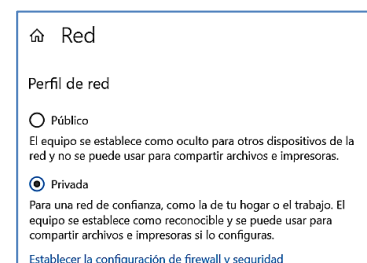 Red
Perfil de red
Público
El equipo se establece como oculto para otros dispositivos de la
red y no se puede usar para compartir archivos e impresoras.
Privada
Para una red de confianza, como la de tu hogar o el trabajo. El
equipo se establece como reconocible y se puede usar para
compartir archivos e impresoras si lo configuras.
Establecer la configuración de firewall y seguridad